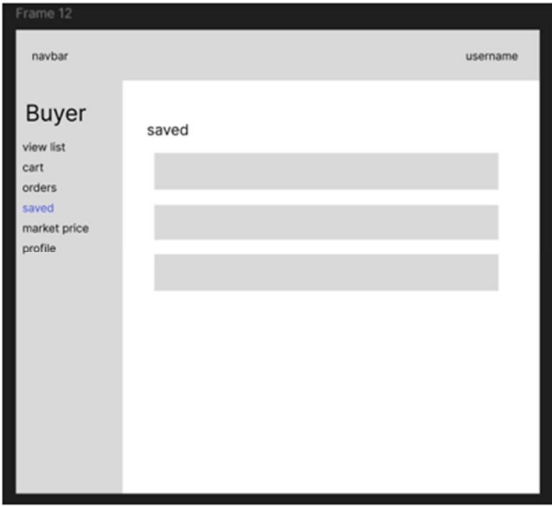 Frame 12
navbar
username
Buyer
view list
cart
orders
saved
market price
profile
saved